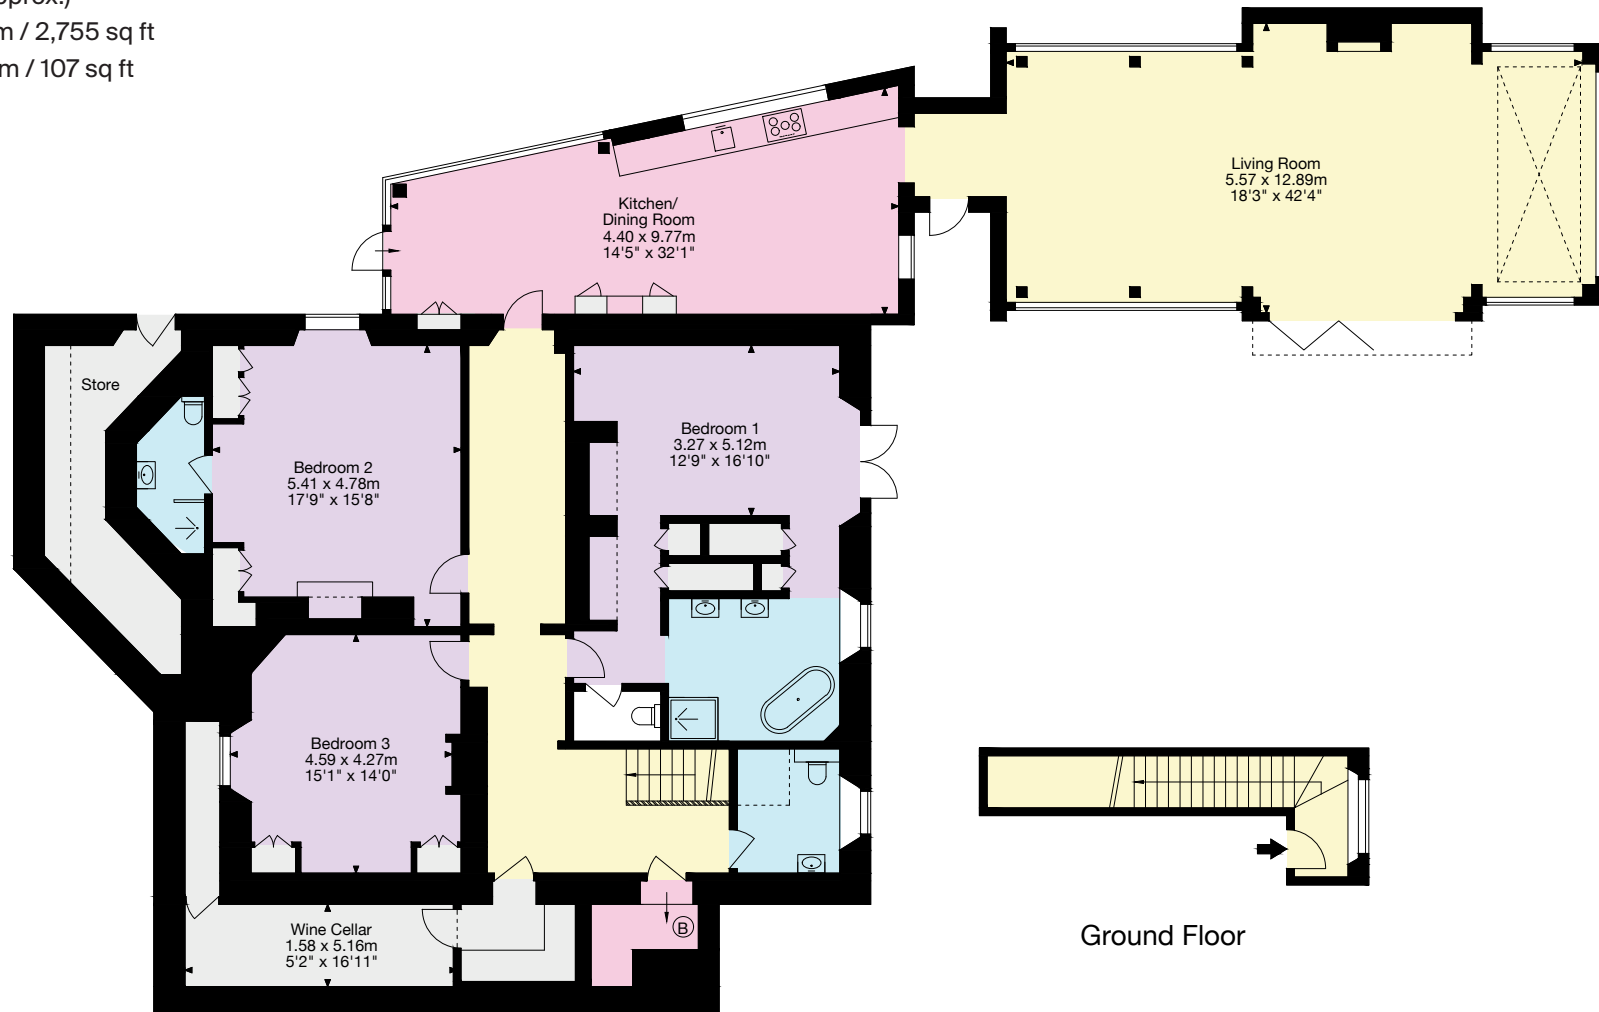 m / 2,755 sq ft
m / 107 sq ft
Living Room
5.57 x 12.89m
18'3" x 42'4"
Kitchen/
Dining Room
4.40 x 9.77m
14'5" x 32'1"
Store
Bedroom 1
3.27 x 5.12m
12'9" x 16'10"
Bedroom 2
5.41 x 4.78m
17'9" x 15'8"
Bedroom 3
4.59 x 4.27m
15'1" x 14'0"
Wine Cellar
1.58 x 5.16m
5'2" x 16'11"
B
Ground Floor